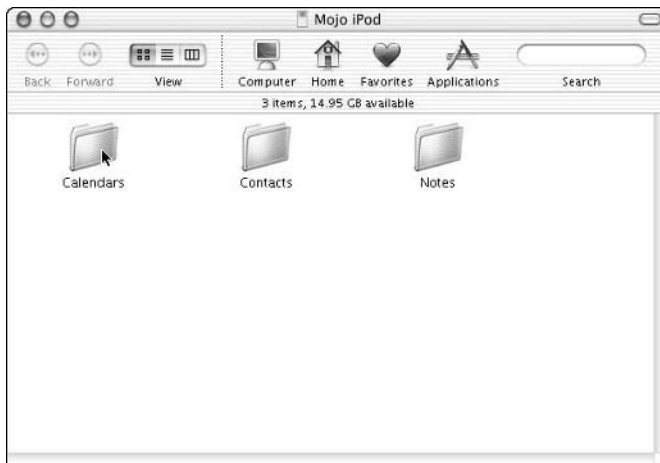 Mojo iPod
Back Forward View Computer Home Favorites Applications Search
3 items, 14.95 GB available
Calendars Contacts Notes